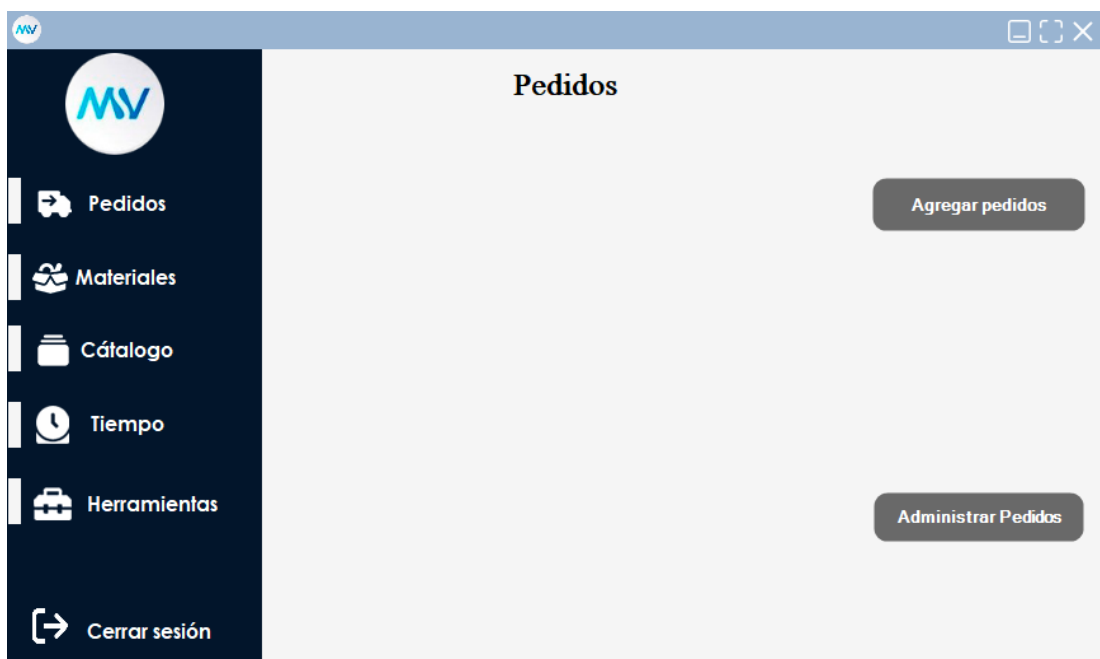 MV
MV
Pedidos
Pedidos
Agregar pedidos
Materiales
Cátalogo
Tiempo
Herramientas
Administrar Pedidos
Cerrar sesión